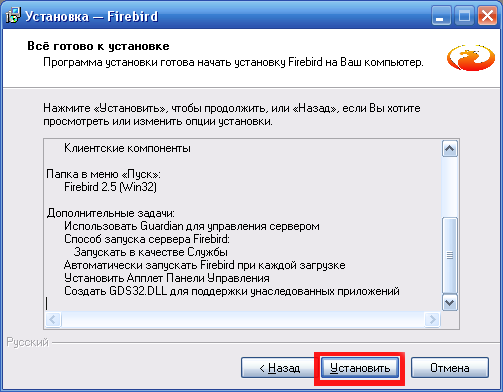 Установка — Firebird
Всё готово к установке
Программа установки готова начать установку Firebird на Ваш компьютер.
Нажмите «Установить», чтобы продолжить, или «Назад», если Вы хотите
просмотреть или изменить опции установки.
Клиентские компоненты
Папка в меню «Пуск»:
Firebird 2.5 (Win32)
Дополнительные задачи:
Использовать Guardian для управления сервером
Способ запуска сервера Firebird:
Запускать в качестве Службы
Автоматически запускать Firebird при каждой загрузке
Установить Апплет Панели Управления
Создать GDS32.DLL для поддержки унаследованных приложений
Русский
< Назад
Установить
Отмена